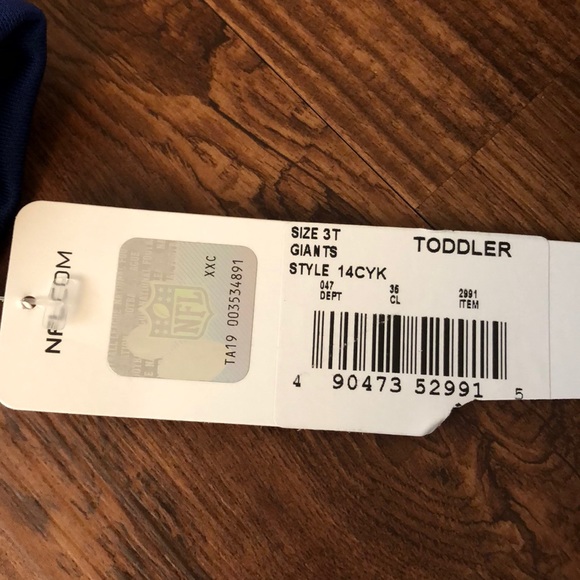 NFL.COM
NFL
XXC
TA19 003534891
SIZE 3T
GIANTS
TODDLER
STYLE 14CYK
047 36 2991
DEPT CL ITEM
4 90473 52991 5